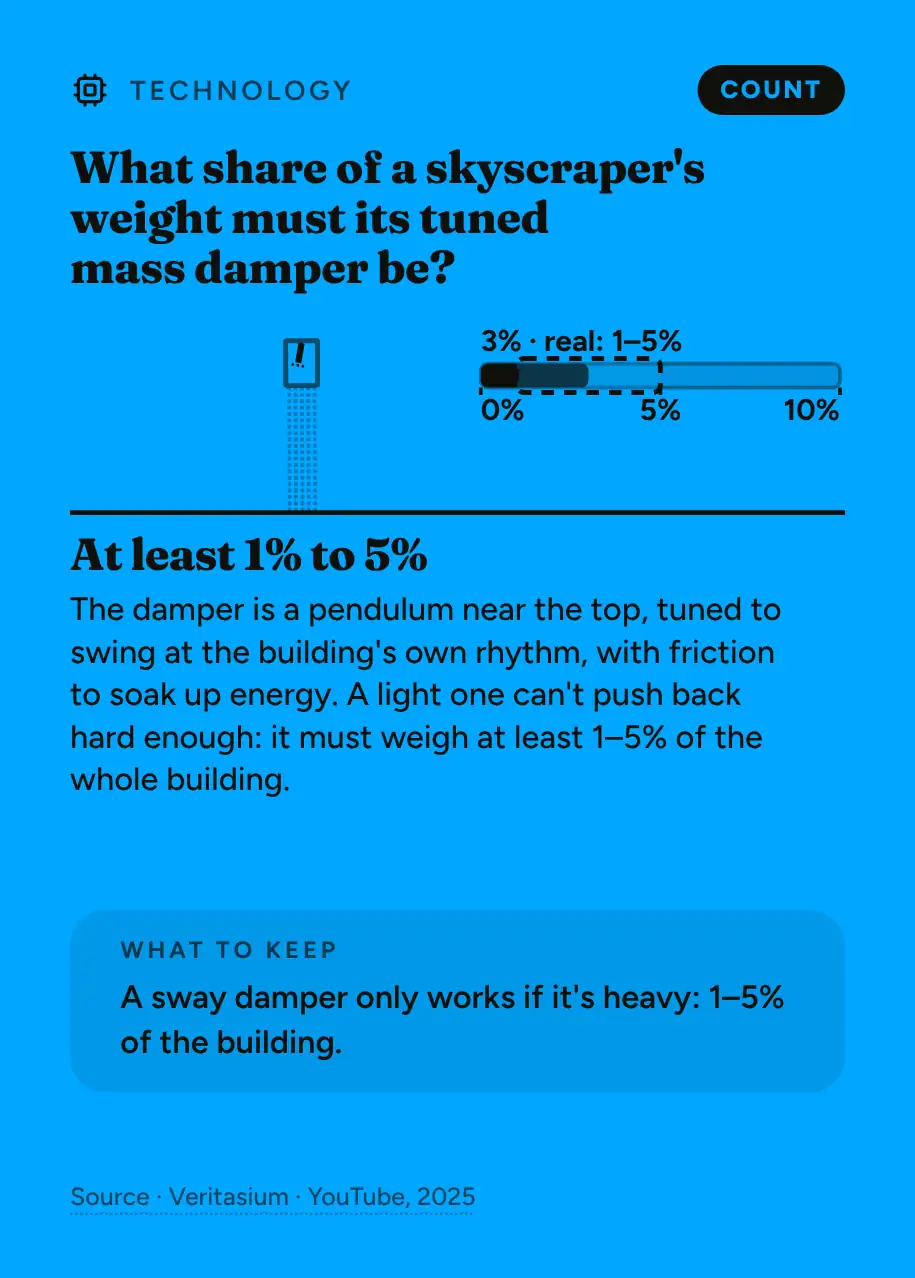 TECHNOLOGY
COUNT
What share of a skyscraper's
weight must its tuned
mass damper be?
3% · real: 1–5%
0%
5%
10%
At least 1% to 5%
The damper is a pendulum near the top, tuned to
swing at the building's own rhythm, with friction
to soak up energy. A light one can't push back
hard enough: it must weigh at least 1–5% of the
whole building.
WHAT TO KEEP
A sway damper only works if it's heavy: 1–5%
of the building.
Source · Veritasium · YouTube, 2025